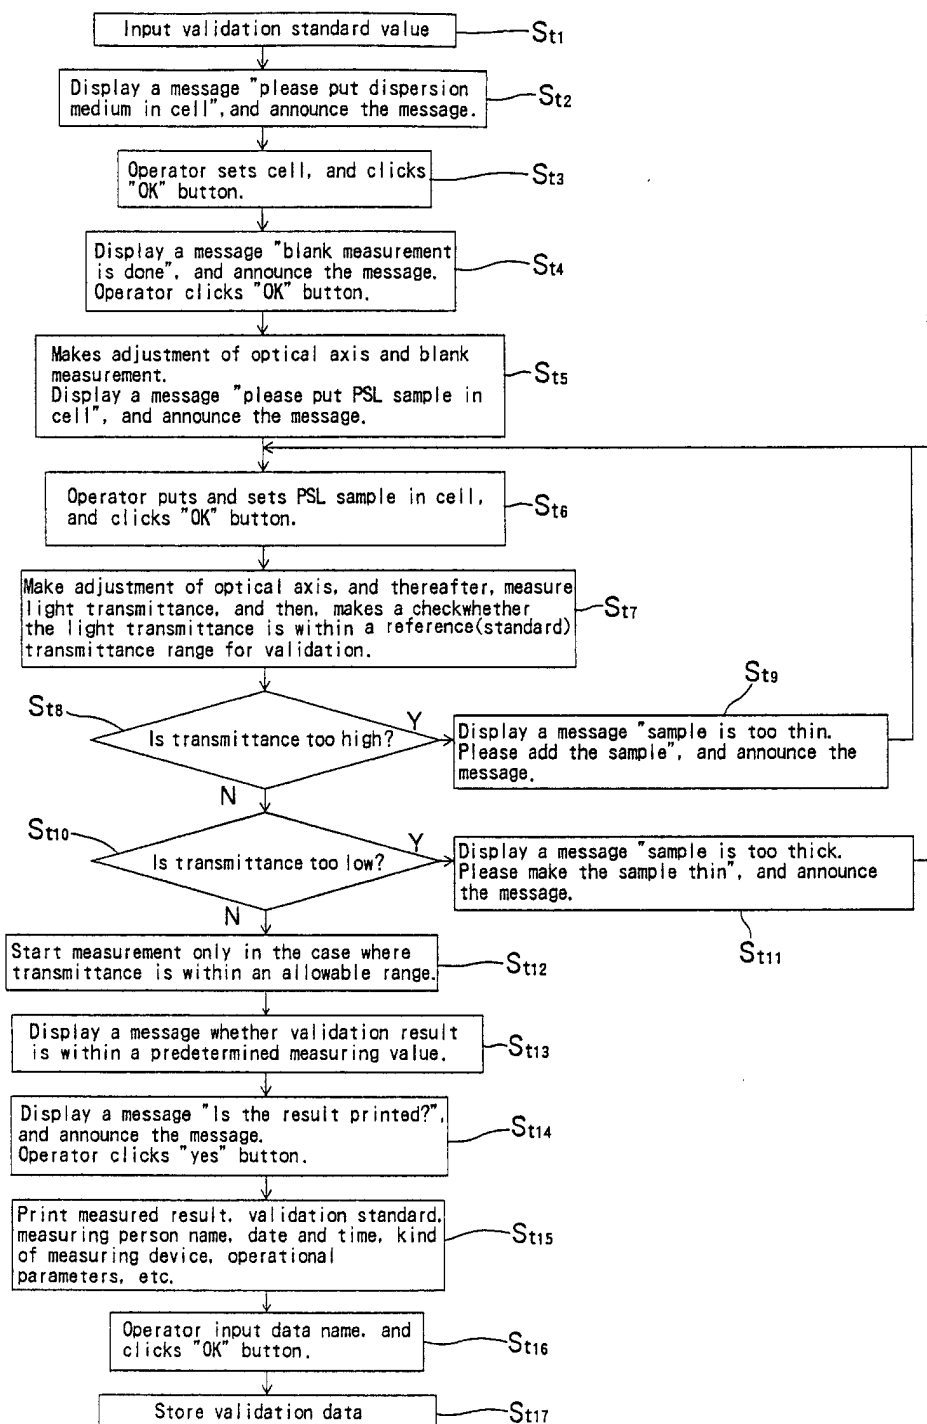 Input validation standard value
St1
Display a message "please put dispersion
medium in cell", and announce the message.
St2
Operator sets cell, and clicks
"OK" button.
St3
Display a message "blank measurement
is done", and announce the message.
Operator clicks "OK" button.
St4
Makes adjustment of optical axis and blank
measurement.
Display a message "please put PSL sample in
cell", and announce the message.
St5
Operator puts and sets PSL sample in cell,
and clicks "OK" button.
St6
Make adjustment of optical axis, and thereafter, measure
light transmittance, and then, makes a checkwhether
the light transmittance is within a reference(standard)
transmittance range for validation.
St7
St8
Is transmittance too high?
Y
N
St9
Display a message "sample is too thin.
Please add the sample", and announce the
message.
St10
Is transmittance too low?
Y
N
Display a message "sample is too thick.
Please make the sample thin", and announce
the message.
St11
Start measurement only in the case where
transmittance is within an allowable range.
St12
Display a message whether validation result
is within a predetermined measuring value.
St13
Display a message "Is the result printed?",
and announce the message.
Operator clicks "yes" button.
St14
Print measured result, validation standard,
measuring person name, date and time, kind
of measuring device, operational
parameters, etc.
St15
Operator input data name, and
clicks "OK" button.
St16
Store validation data
St17